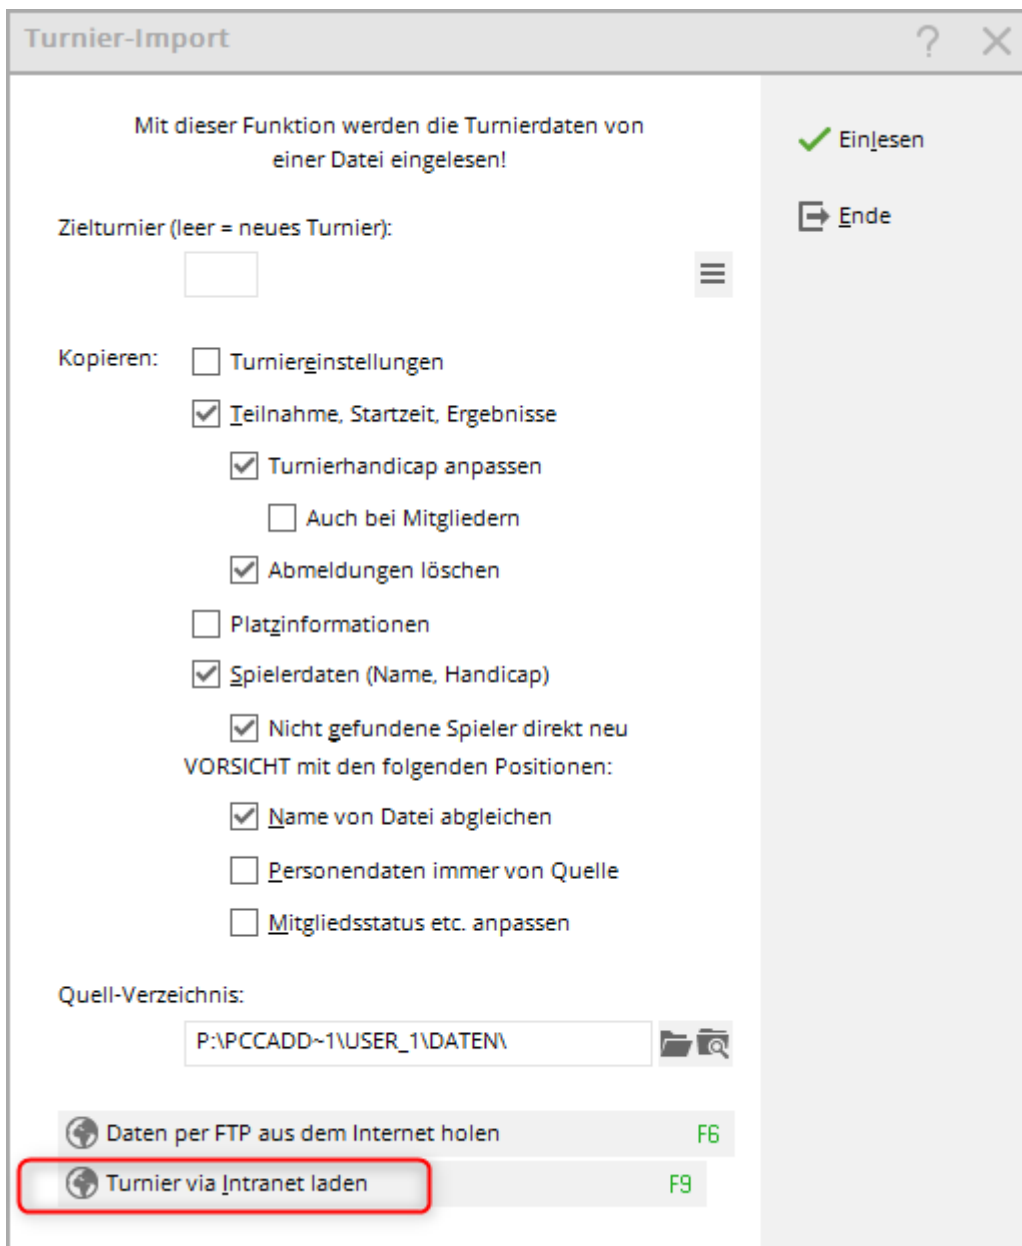 Turnier-Import
Mit dieser Funktion werden die Turnierdaten von
einer Datei eingelesen!
Einlesen
Ende
Zielturnier (leer = neues Turnier):
Kopieren:
Turniereinstellungen
Teilnahme, Startzeit, Ergebnisse
Turnierhandicap anpassen
Auch bei Mitgliedern
Abmeldungen löschen
Platzinformationen
Spielerdaten (Name, Handicap)
Nicht gefundene Spieler direkt neu
VORSICHT mit den folgenden Positionen:
Name von Datei abgleichen
Personendaten immer von Quelle
Mitgliedsstatus etc. anpassen
Quell-Verzeichnis:
P:\PCCADD~1\USER_1\DATEN\
Daten per FTP aus dem Internet holen F6
Turnier via Intranet laden F9